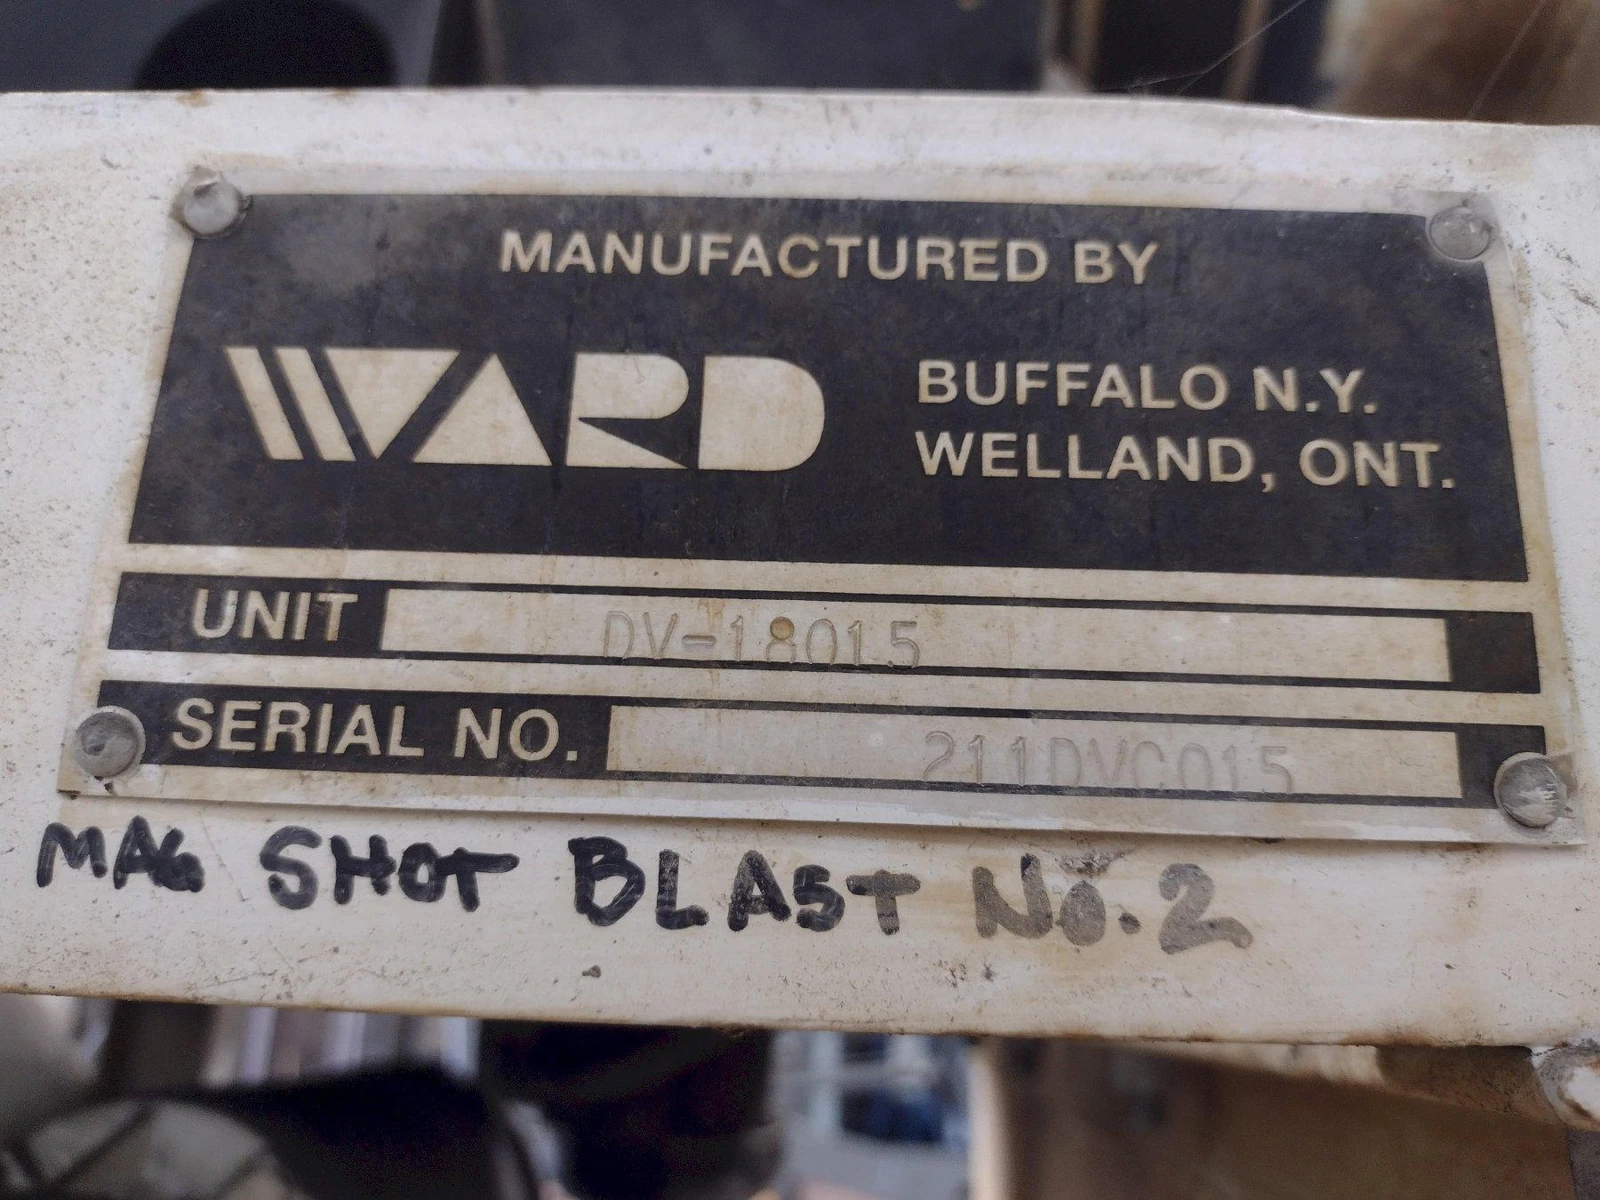 MANUFACTURED BY
WARD
BUFFALO N.Y.
WELLAND, ONT.
UNIT DV-18015
SERIAL NO. 211DVC015
MAG SHOT BLAST No. 2